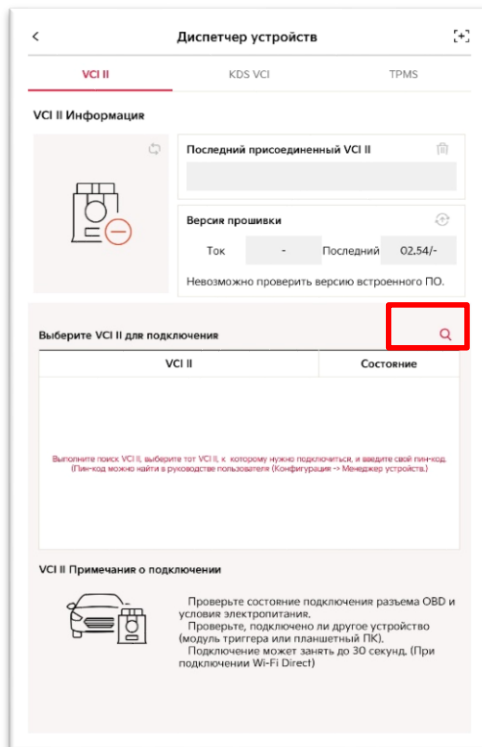 Диспетчер устройств
VCI II
KDS VCI
TPMS
VCI II Информация
Последний присоединенный VCI II
Версия прошивки
Ток
-
Последний
02.54/-
Невозможно проверить версию встроенного ПО.
Выберите VCI II для подключения
VCI II
Состояние
Выполните поиск VCI II, выберите тот VCI II, к которому нужно подключиться, и введите свой пин-код.
(Пин-код можно найти в руководстве пользователя (Конфигурация -> Менеджер устройств.)
VCI II Примечания о подключении
Проверьте состояние подключения разъема OBD и
условия электропитания.
Проверьте, подключено ли другое устройство
(модуль триггера или планшетный ПК).
Подключение может занять до 30 секунд. (При
подключении Wi-Fi Direct)